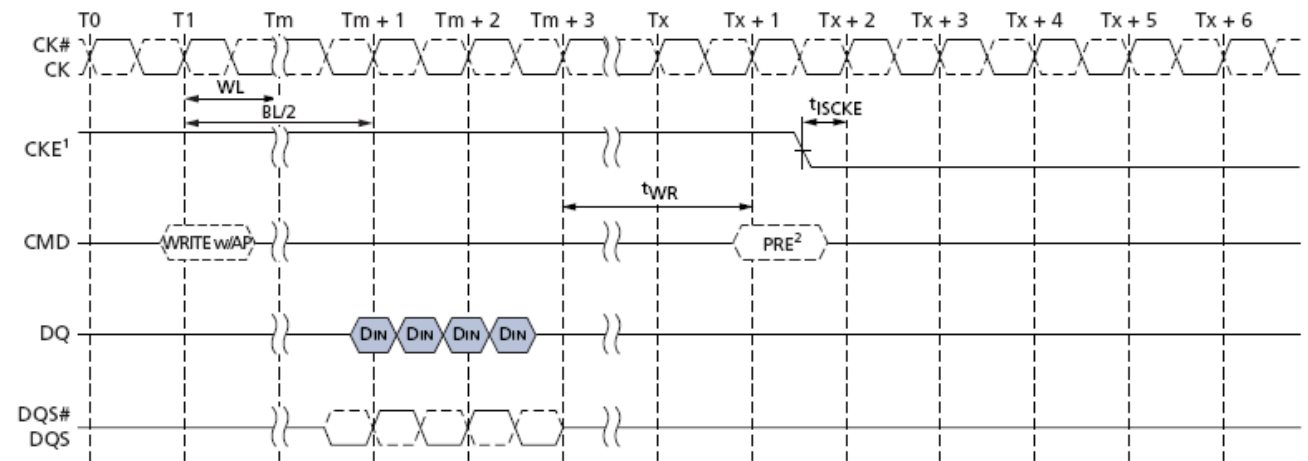 T0 T1 Tm Tm + 1 Tm + 2 Tm + 3 Tx Tx + 1 Tx + 2 Tx + 3 Tx + 4 Tx + 5 Tx + 6
CK#
CK
WL
BL/2
tISCKE
CKE¹
tWR
CMD WRITE w/AP PRE²
DQ DIN DIN DIN DIN
DQS#
DQS